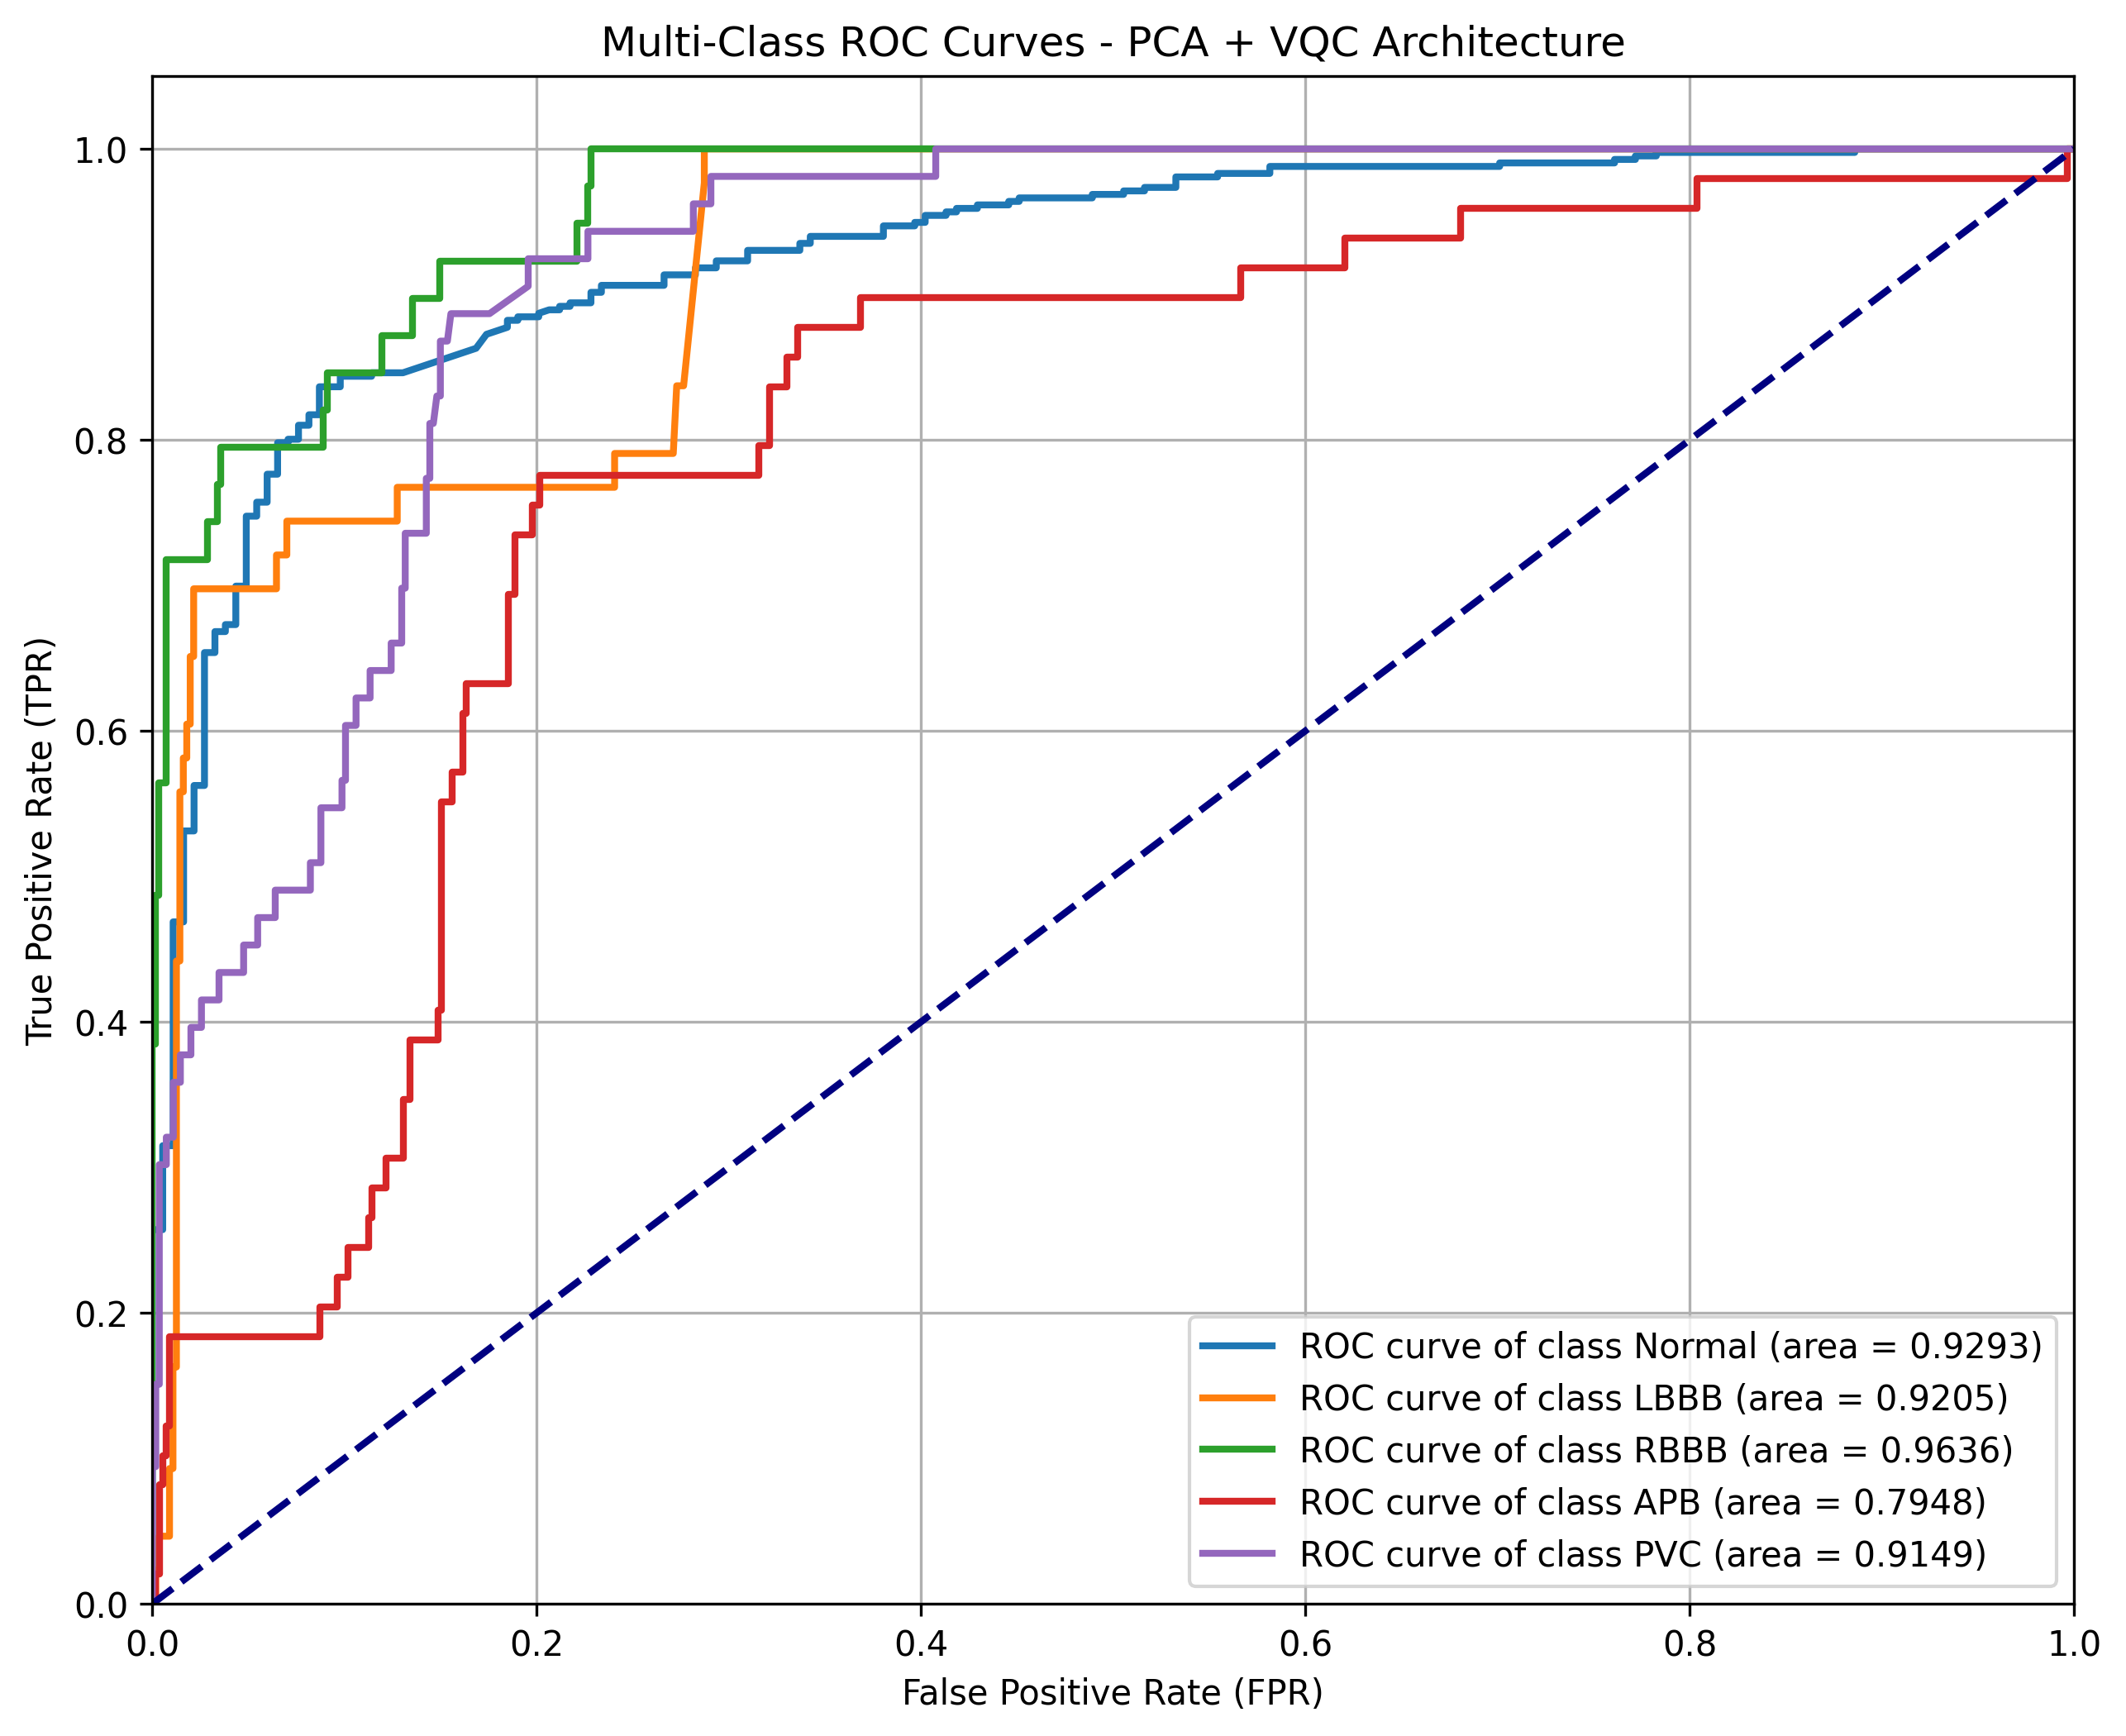 Multi-Class ROC Curves - PCA + VQC Architecture
True Positive Rate (TPR)
1.0
0.8
0.6
0.4
0.2
0.0
0.0 0.2 0.4 0.6 0.8 1.0
False Positive Rate (FPR)
ROC curve of class Normal (area = 0.9293)
ROC curve of class LBBB (area = 0.9205)
ROC curve of class RBBB (area = 0.9636)
ROC curve of class APB (area = 0.7948)
ROC curve of class PVC (area = 0.9149)